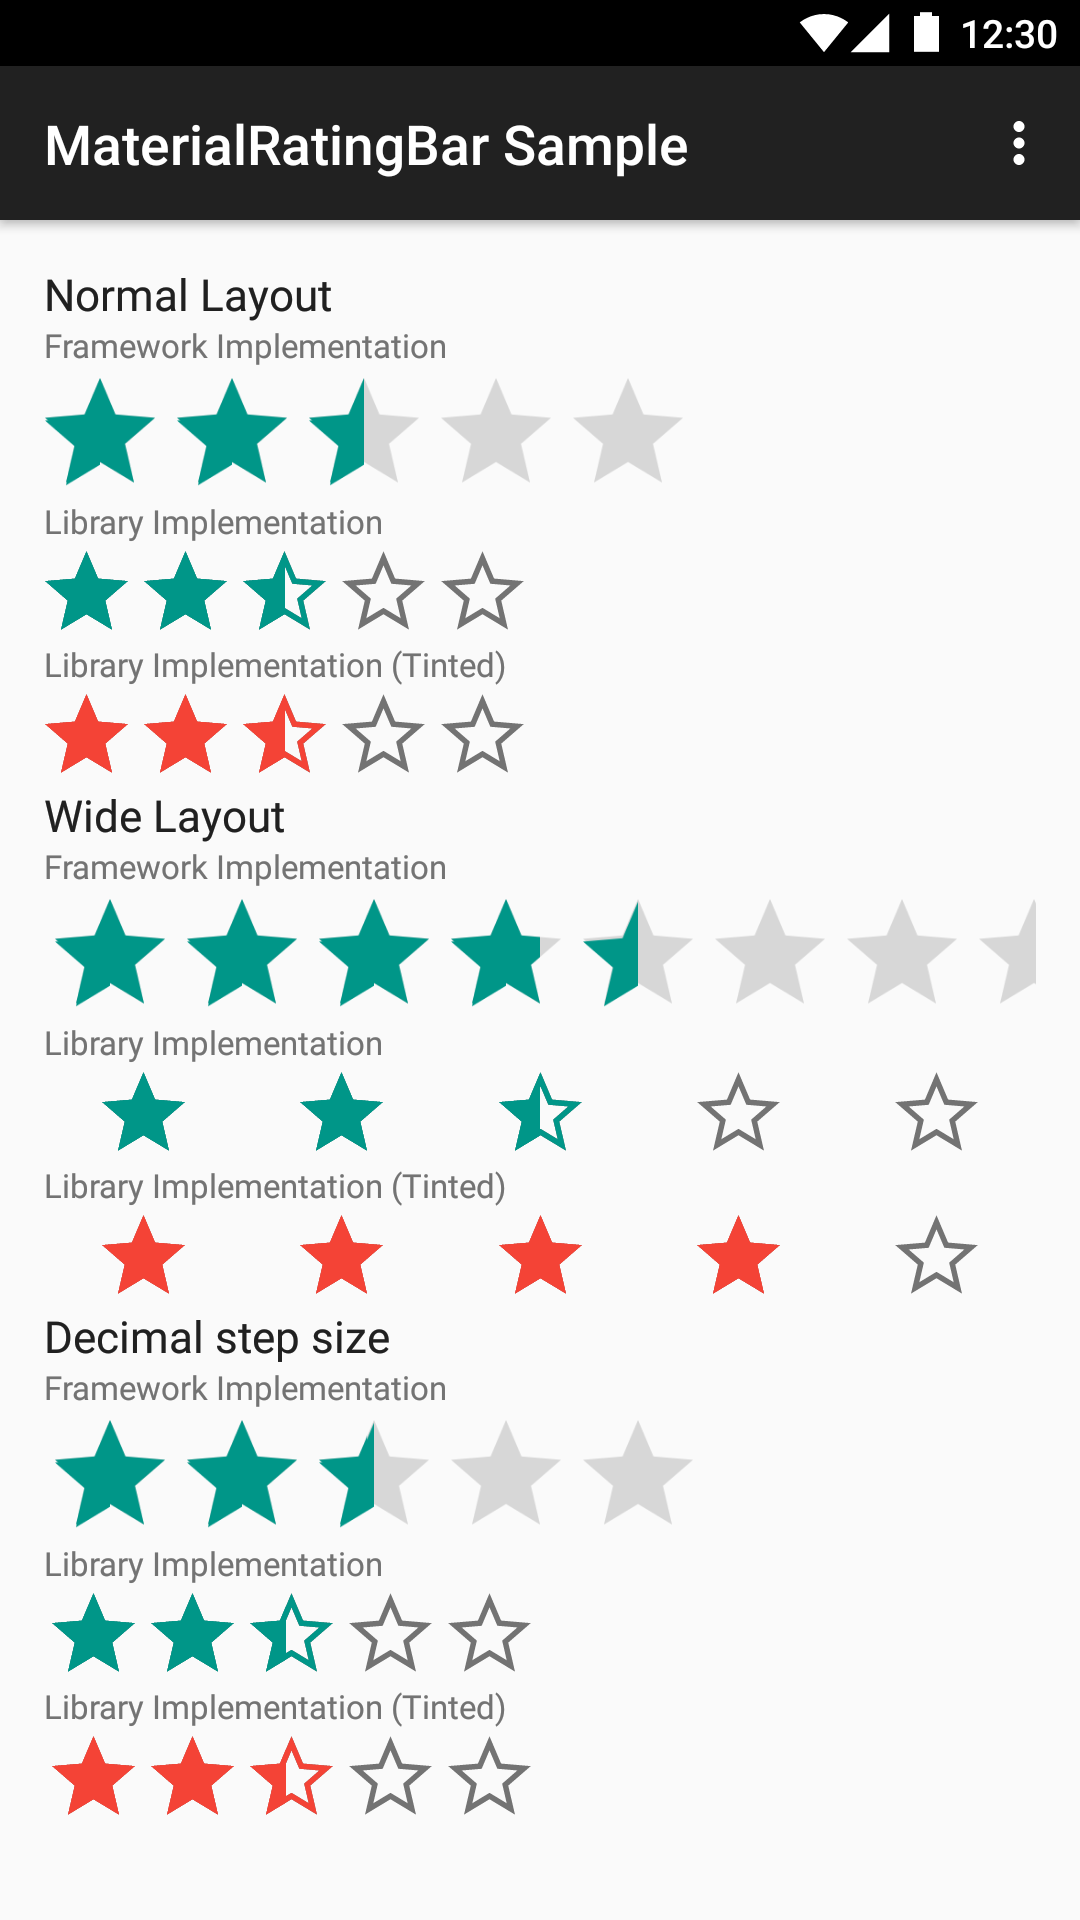 12:30
MaterialRatingBar Sample
Normal Layout
Framework Implementation
Library Implementation
Library Implementation (Tinted)
Wide Layout
Framework Implementation
Library Implementation
Library Implementation (Tinted)
Decimal step size
Framework Implementation
Library Implementation
Library Implementation (Tinted)